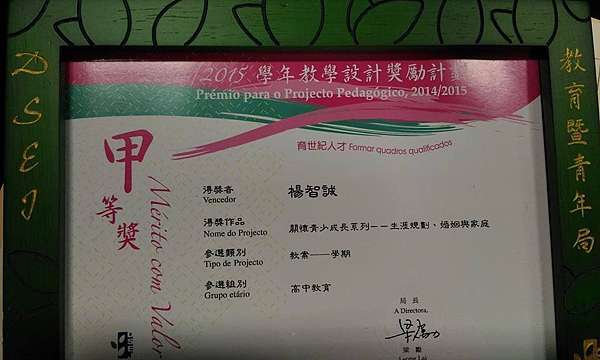 DSEJ
教育暨青年局
/2015 學年教學設計獎勵計
Prémio para o Projecto Pedagógico, 2014/2015
育世紀人才 Formar quadros qualificados
甲
等
獎
Mérito com Valor
得獎者 楊智誠
Vencedor
得獎作品 關懷青少成長系列——生涯規劃、婚姻與家庭
Nome do Projecto
參選類別 教案——學期
Tipo de Projecto
參選組別 高中教育
Grupo etário
局長
A Directora,
梁勵